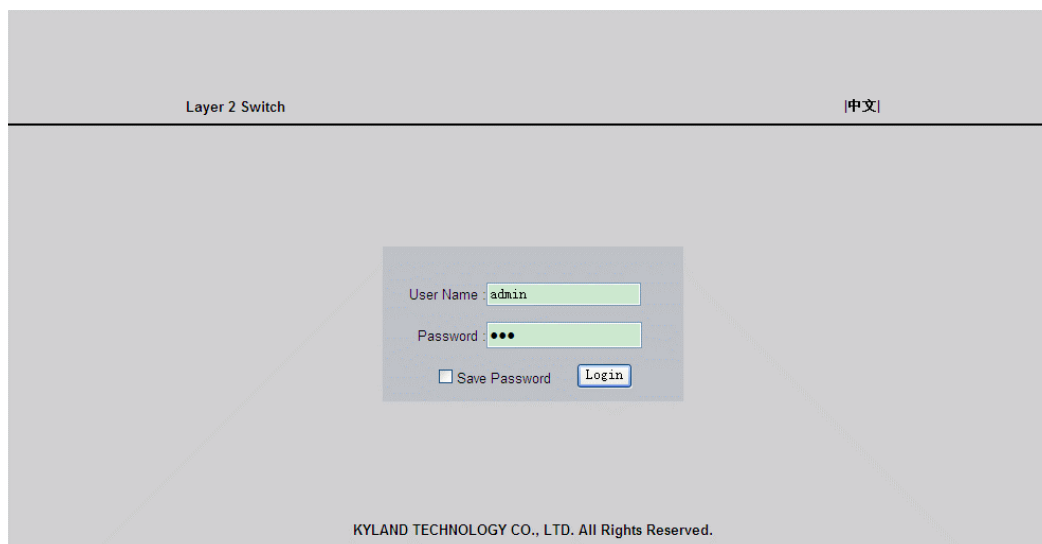 Layer 2 Switch |中文|
User Name : admin
Password : •••
Save Password Login
KYLAND TECHNOLOGY CO., LTD. All Rights Reserved.